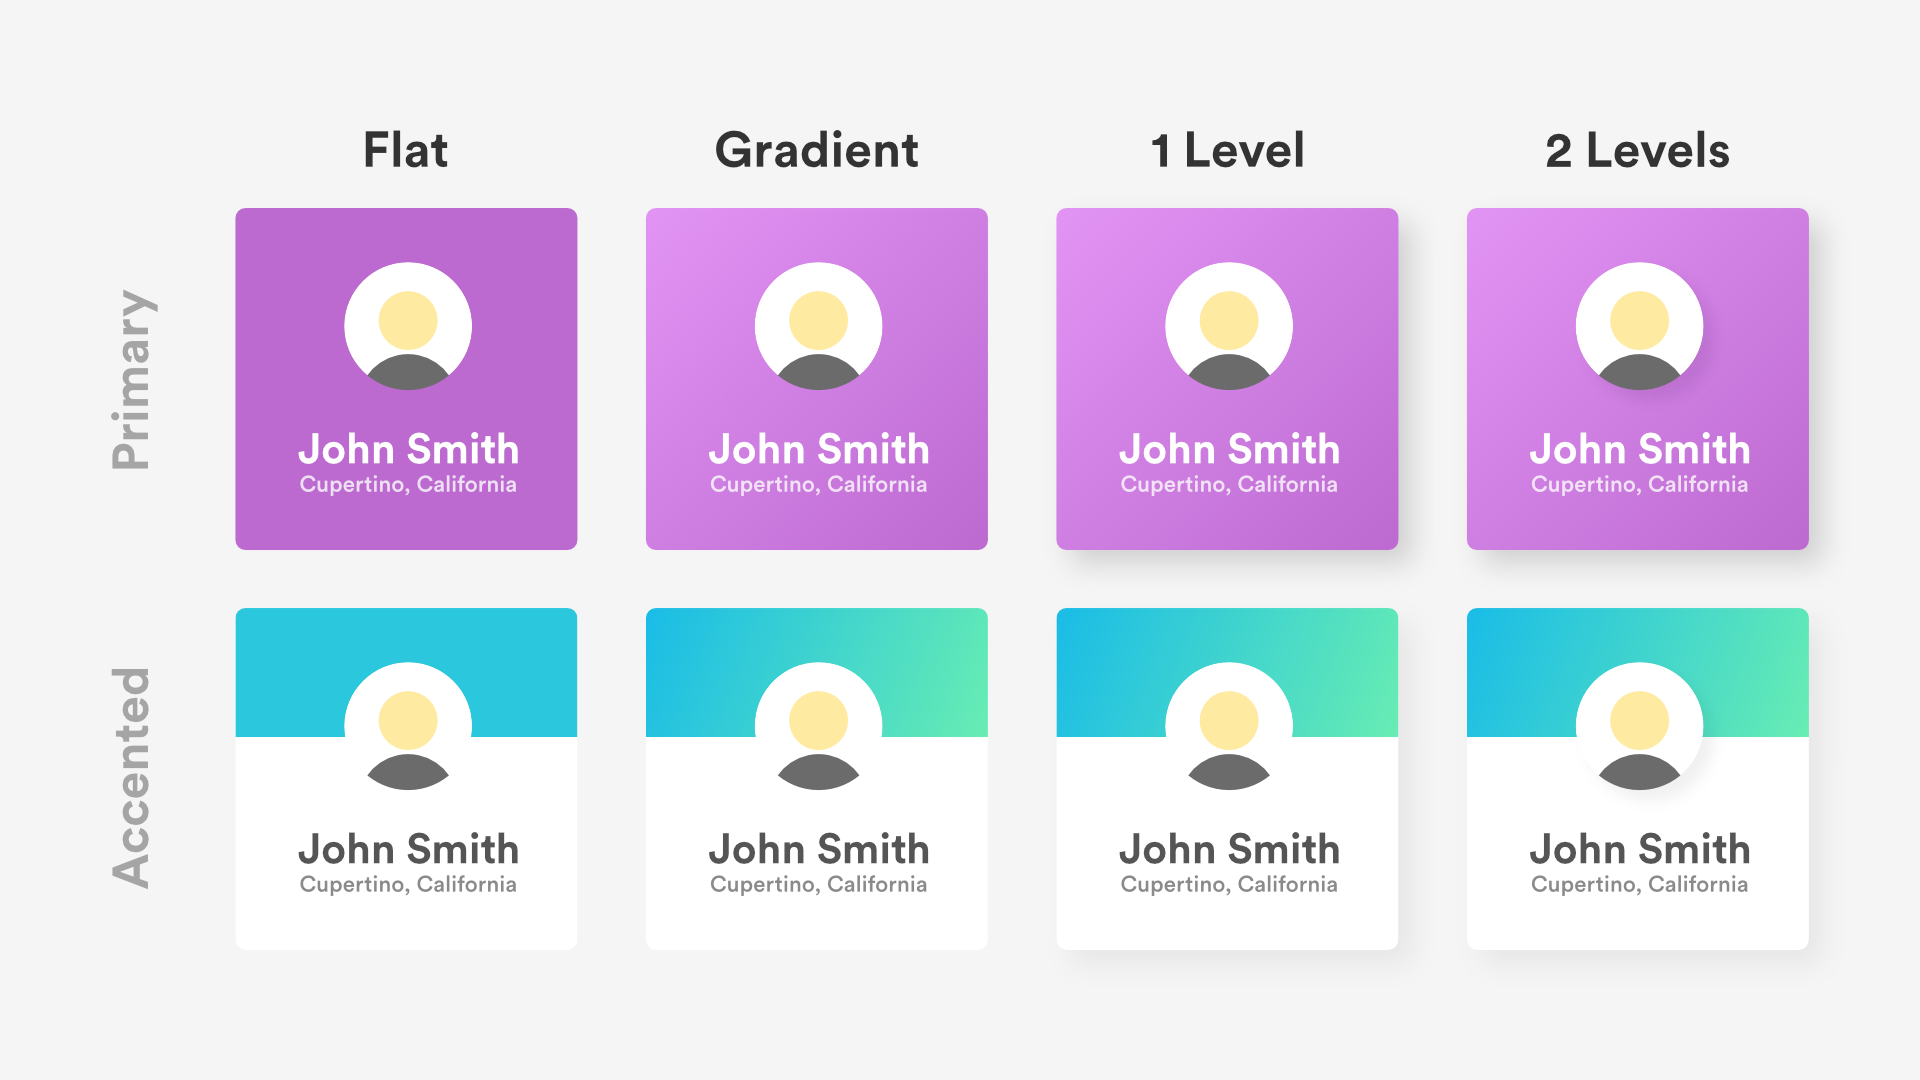 Flat
Gradient
1 Level
2 Levels
Primary
John Smith
Cupertino, California
John Smith
Cupertino, California
John Smith
Cupertino, California
John Smith
Cupertino, California
Accented
John Smith
Cupertino, California
John Smith
Cupertino, California
John Smith
Cupertino, California
John Smith
Cupertino, California